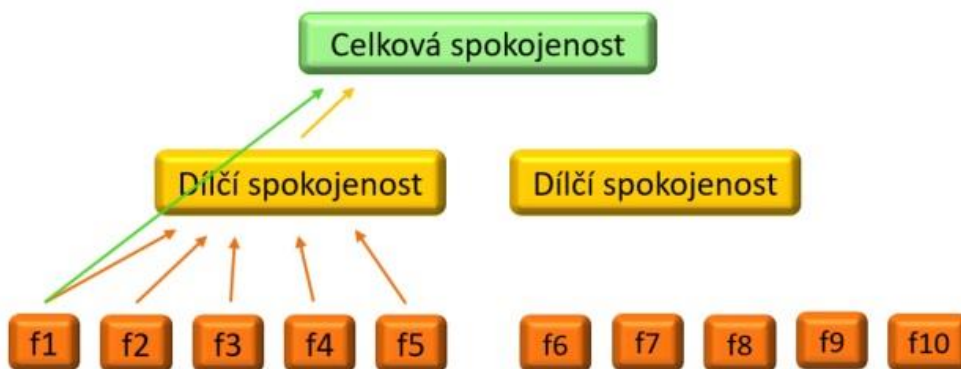 Celková spokojenost
Dílčí spokojenost Dílčí spokojenost
f1 f2 f3 f4 f5 f6 f7 f8 f9 f10